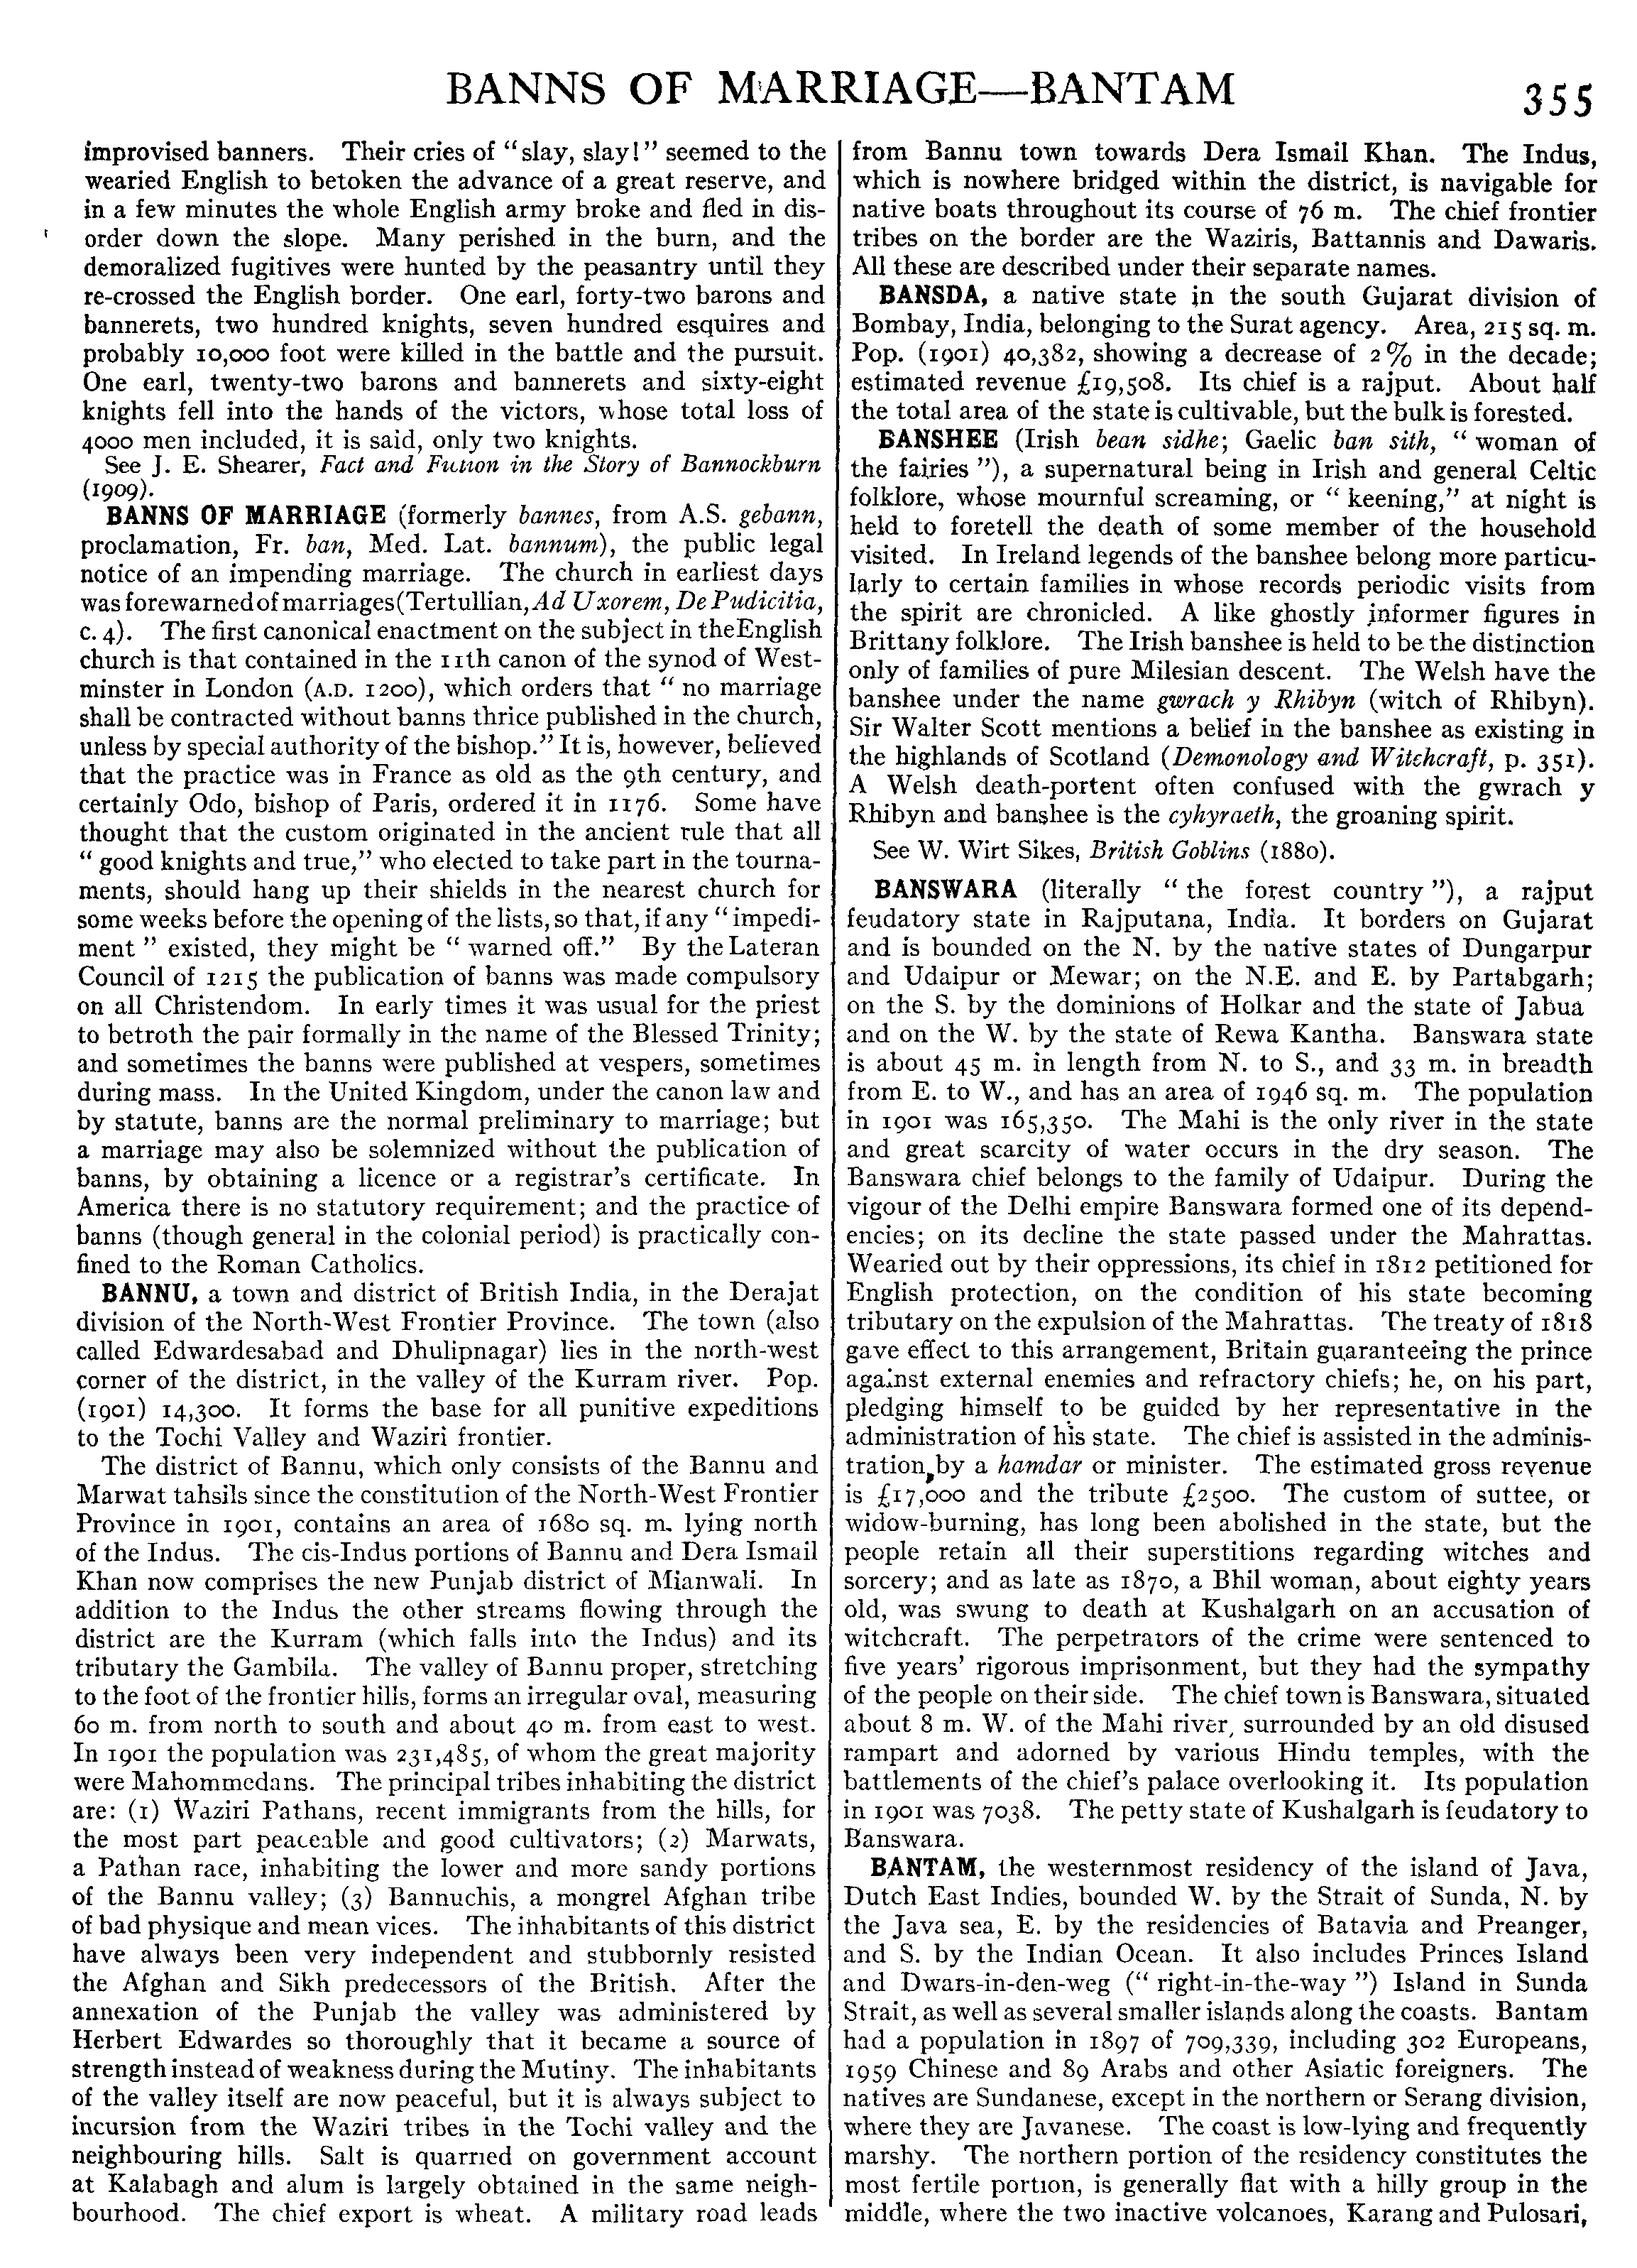 BANNS OF MARRIAGE—BANTAM
355
improvised banners. Their cries of "slay, slay!" seemed to the
wearied English to betoken the advance of a great reserve, and
in a few minutes the whole English army broke and fled in dis-
order down the slope. Many perished in the burn, and the
demoralized fugitives were hunted by the peasantry until they
re-crossed the English border. One earl, forty-two barons and
bannerets, two hundred knights, seven hundred esquires and
probably 10,000 foot were killed in the battle and the pursuit.
One earl, twenty-two barons and bannerets and sixty-eight
knights fell into the hands of the victors, whose total loss of
4000 men included, it is said, only two knights.
See J. E. Shearer, Fact and Fiction in the Story of Bannockburn
(1909).
BANNS OF MARRIAGE (formerly bannes, from A.S. gebann,
proclamation, Fr. ban, Med. Lat. bannum), the public legal
notice of an impending marriage. The church in earliest days
was forewarned of marriages (Tertullian, Ad Uxorem, De Pudicitia,
c. 4). The first canonical enactment on the subject in the English
church is that contained in the 11th canon of the synod of West-
minster in London (A.D. 1200), which orders that "no marriage
shall be contracted without banns thrice published in the church,
unless by special authority of the bishop." It is, however, believed
that the practice was in France as old as the 9th century, and
certainly Odo, bishop of Paris, ordered it in 1176. Some have
thought that the custom originated in the ancient rule that all
"good knights and true," who elected to take part in the tourna-
ments, should hang up their shields in the nearest church for
some weeks before the opening of the lists, so that, if any "impedi-
ment" existed, they might be "warned off." By the Lateran
Council of 1215 the publication of banns was made compulsory
on all Christendom. In early times it was usual for the priest
to betroth the pair formally in the name of the Blessed Trinity;
and sometimes the banns were published at vespers, sometimes
during mass. In the United Kingdom, under the canon law and
by statute, banns are the normal preliminary to marriage; but
a marriage may also be solemnized without the publication of
banns, by obtaining a licence or a registrar's certificate. In
America there is no statutory requirement; and the practice of
banns (though general in the colonial period) is practically con-
fined to the Roman Catholics.
BANNU, a town and district of British India, in the Derajat
division of the North-West Frontier Province. The town (also
called Edwardesabad and Dhulipnagar) lies in the north-west
corner of the district, in the valley of the Kurram river. Pop.
(1901) 14,300. It forms the base for all punitive expeditions
to the Tochi Valley and Waziri frontier.
The district of Bannu, which only consists of the Bannu and
Marwat tahsils since the constitution of the North-West Frontier
Province in 1901, contains an area of 1680 sq. m. lying north
of the Indus. The cis-Indus portions of Bannu and Dera Ismail
Khan now comprises the new Punjab district of Mianwali. In
addition to the Indus the other streams flowing through the
district are the Kurram (which falls into the Indus) and its
tributary the Gambila. The valley of Bannu proper, stretching
to the foot of the frontier hills, forms an irregular oval, measuring
60 m. from north to south and about 40 m. from east to west.
In 1901 the population was 231,485, of whom the great majority
were Mahommedans. The principal tribes inhabiting the district
are: (1) Waziri Pathans, recent immigrants from the hills, for
the most part peaceable and good cultivators; (2) Marwats,
a Pathan race, inhabiting the lower and more sandy portions
of the Bannu valley; (3) Bannuchis, a mongrel Afghan tribe
of bad physique and mean vices. The inhabitants of this district
have always been very independent and stubbornly resisted
the Afghan and Sikh predecessors of the British. After the
annexation of the Punjab the valley was administered by
Herbert Edwardes so thoroughly that it became a source of
strength instead of weakness during the Mutiny. The inhabitants
of the valley itself are now peaceful, but it is always subject to
incursion from the Waziri tribes in the Tochi valley and the
neighbouring hills. Salt is quarried on government account
at Kalabagh and alum is largely obtained in the same neigh-
bourhood. The chief export is wheat. A military road leads
from Bannu town towards Dera Ismail Khan. The Indus,
which is nowhere bridged within the district, is navigable for
native boats throughout its course of 76 m. The chief frontier
tribes on the border are the Waziris, Battannis and Dawaris.
All these are described under their separate names.
BANSDA, a native state in the south Gujarat division of
Bombay, India, belonging to the Surat agency. Area, 215 sq. m.
Pop. (1901) 40,382, showing a decrease of 2% in the decade;
estimated revenue £19,508. Its chief is a rajput. About half
the total area of the state is cultivable, but the bulk is forested.
BANSHEE (Irish bean sidhe; Gaelic ban sith, "woman of
the fairies"), a supernatural being in Irish and general Celtic
folklore, whose mournful screaming, or "keening," at night is
held to foretell the death of some member of the household
visited. In Ireland legends of the banshee belong more particu-
larly to certain families in whose records periodic visits from
the spirit are chronicled. A like ghostly informer figures in
Brittany folklore. The Irish banshee is held to be the distinction
only of families of pure Milesian descent. The Welsh have the
banshee under the name gwrach y Rhibyn (witch of Rhibyn).
Sir Walter Scott mentions a belief in the banshee as existing in
the highlands of Scotland (Demonology and Witchcraft, p. 351).
A Welsh death-portent often confused with the gwrach y
Rhibyn and banshee is the cyhyraeth, the groaning spirit.
See W. Wirt Sikes, British Goblins (1880).
BANSWARA (literally "the forest country"), a rajput
feudatory state in Rajputana, India. It borders on Gujarat
and is bounded on the N. by the native states of Dungarpur
and Udaipur or Mewar; on the N.E. and E. by Partabgarh;
on the S. by the dominions of Holkar and the state of Jabua
and on the W. by the state of Rewa Kantha. Banswara state
is about 45 m. in length from N. to S., and 33 m. in breadth
from E. to W., and has an area of 1946 sq. m. The population
in 1901 was 165,350. The Mahi is the only river in the state
and great scarcity of water occurs in the dry season. The
Banswara chief belongs to the family of Udaipur. During the
vigour of the Delhi empire Banswara formed one of its depend-
encies; on its decline the state passed under the Mahrattas.
Wearied out by their oppressions, its chief in 1812 petitioned for
English protection, on the condition of his state becoming
tributary on the expulsion of the Mahrattas. The treaty of 1818
gave effect to this arrangement, Britain guaranteeing the prince
against external enemies and refractory chiefs; he, on his part,
pledging himself to be guided by her representative in the
administration of his state. The chief is assisted in the adminis-
tration by a hamdar or minister. The estimated gross revenue
is £17,000 and the tribute £2500. The custom of suttee, or
widow-burning, has long been abolished in the state, but the
people retain all their superstitions regarding witches and
sorcery; and as late as 1870, a Bhil woman, about eighty years
old, was swung to death at Kushalgarh on an accusation of
witchcraft. The perpetrators of the crime were sentenced to
five years' rigorous imprisonment, but they had the sympathy
of the people on their side. The chief town is Banswara, situated
about 8 m. W. of the Mahi river, surrounded by an old disused
rampart and adorned by various Hindu temples, with the
battlements of the chief's palace overlooking it. Its population
in 1901 was 7038. The petty state of Kushalgarh is feudatory to
Banswara.
BANTAM, the westernmost residency of the island of Java,
Dutch East Indies, bounded W. by the Strait of Sunda, N. by
the Java sea, E. by the residencies of Batavia and Preanger,
and S. by the Indian Ocean. It also includes Princes Island
and Dwars-in-den-weg ("right-in-the-way") Island in Sunda
Strait, as well as several smaller islands along the coasts. Bantam
had a population in 1897 of 709,339, including 302 Europeans,
1959 Chinese and 89 Arabs and other Asiatic foreigners. The
natives are Sundanese, except in the northern or Serang division,
where they are Javanese. The coast is low-lying and frequently
marshy. The northern portion of the residency constitutes the
most fertile portion, is generally flat with a hilly group in the
middle, where the two inactive volcanoes, Karang and Pulosari,